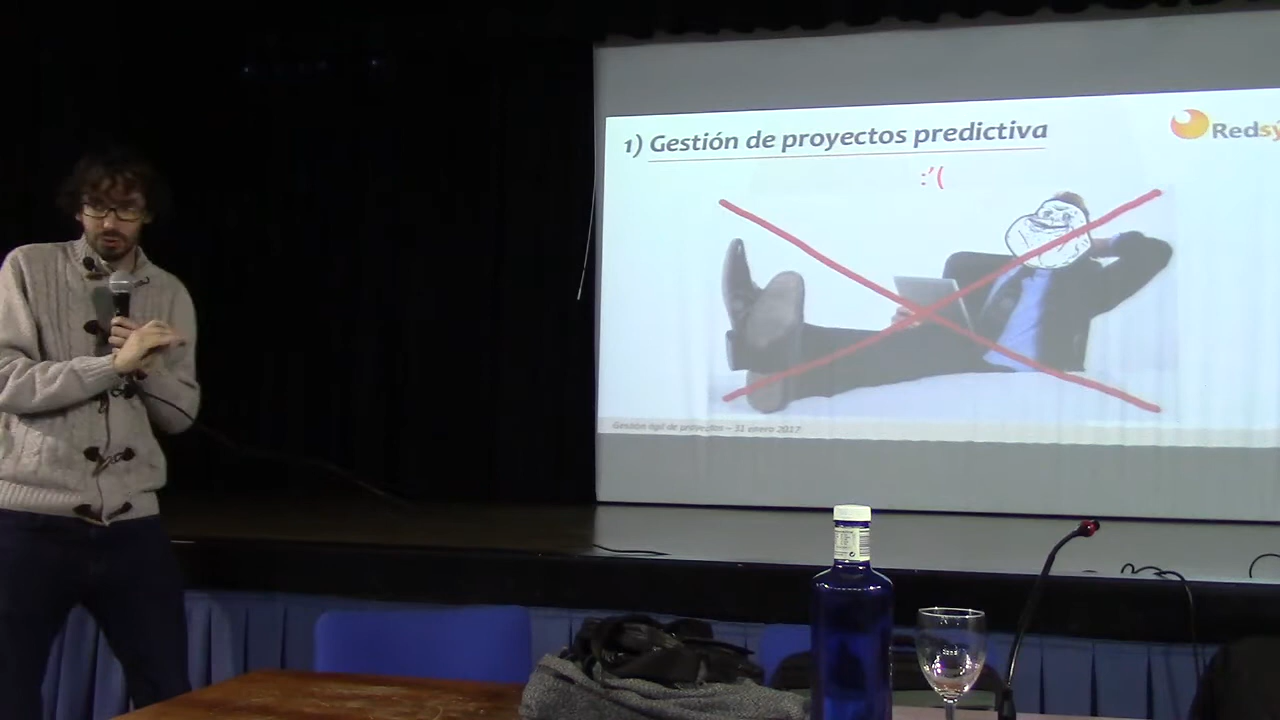 1) Gestión de proyectos predictiva
Redsy
:'(
Gestión ágil de proyectos – 31 enero 2017